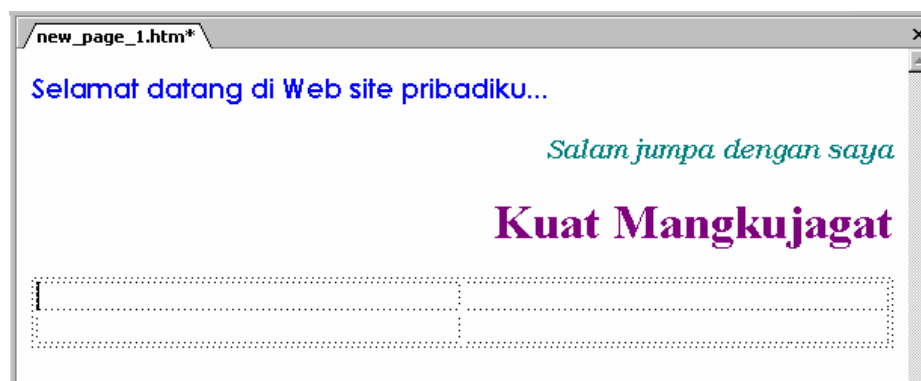 new_page_1.htm*
Selamat datang di Web site pribadiku...
Salam jumpa dengan saya
Kuat Mangkujagat